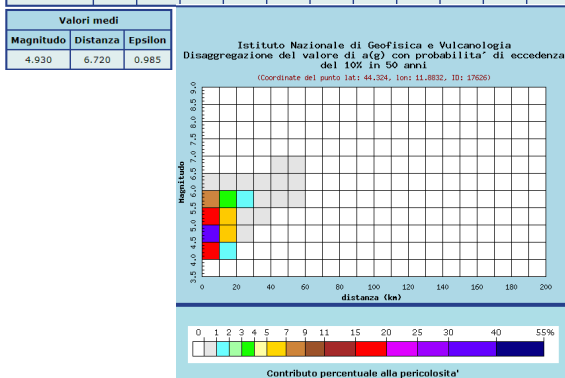 Valori medi
Magnitudo Distanza Epsilon
4.930 6.720 0.985
Istituto Nazionale di Geofisica e Vulcanologia
Disaggregazione del valore di a(g) con probabilita´ di eccedenza
del 10% in 50 anni
(Coordinate del punto lat: 44.324, lon: 11.8832, ID: 17626)
Magnitudo
9.0
8.5
8.0
7.5
7.0
6.5
6.0
5.5
5.0
4.5
4.0
3.5
0 20 40 60 80 100 120 140 160 180 200
distanza (km)
0 1 2 3 4 5 7 9 11 15 20 25 30 40 55%
Contributo percentuale alla pericolosita'